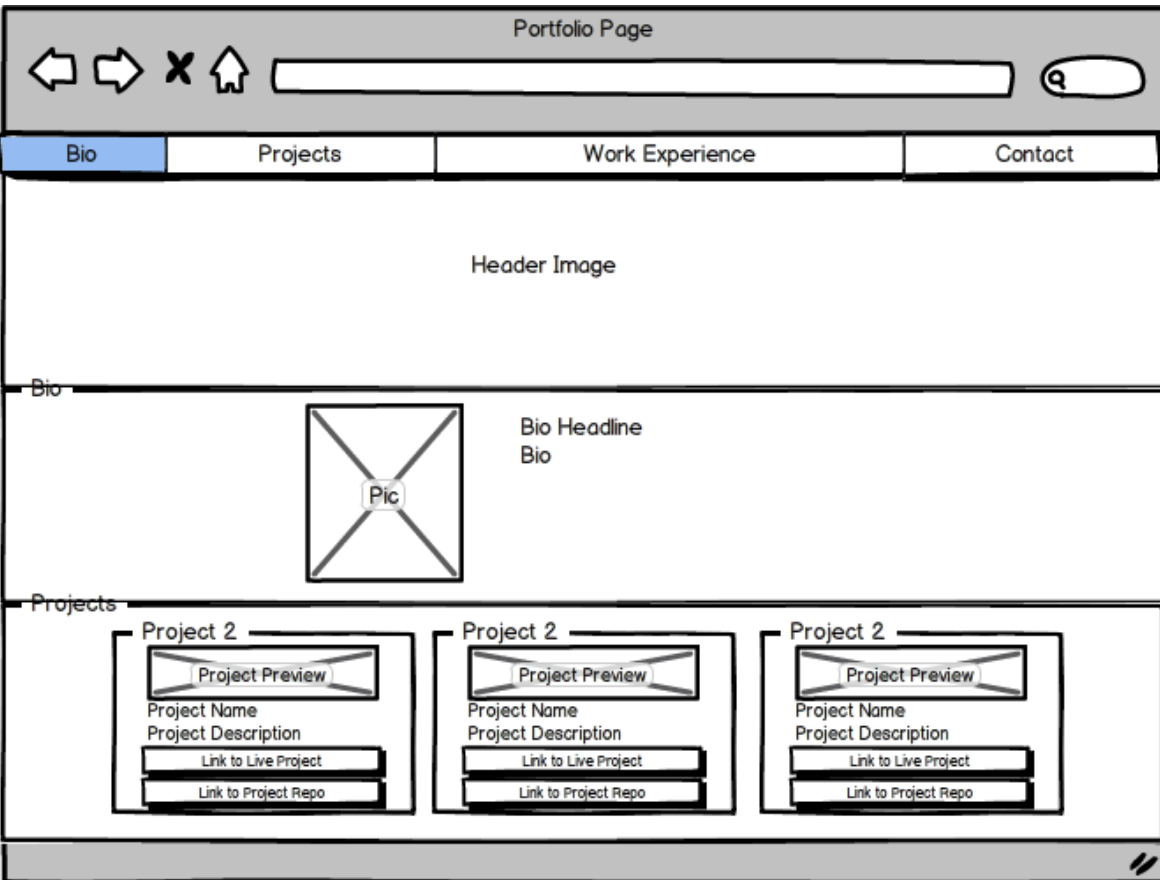 Portfolio Page
Bio Projects Work Experience Contact
Header Image
Bio
Pic
Bio Headline
Bio
Projects
Project 2
Project Preview
Project Name
Project Description
Link to Live Project
Link to Project Repo
Project 2
Project Preview
Project Name
Project Description
Link to Live Project
Link to Project Repo
Project 2
Project Preview
Project Name
Project Description
Link to Live Project
Link to Project Repo